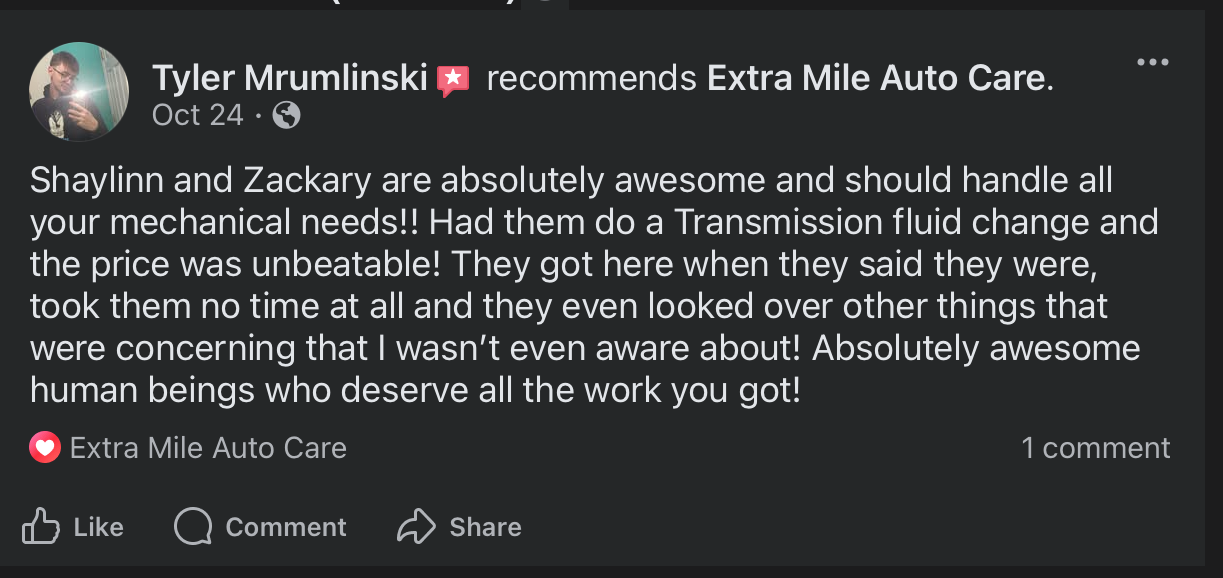 Tyler Mrumlinski recommends Extra Mile Auto Care.
Oct 24 ·
Shaylinn and Zackary are absolutely awesome and should handle all
your mechanical needs!! Had them do a Transmission fluid change and
the price was unbeatable! They got here when they said they were,
took them no time at all and they even looked over other things that
were concerning that I wasn’t even aware about! Absolutely awesome
human beings who deserve all the work you got!
Extra Mile Auto Care 1 comment
Like Comment Share